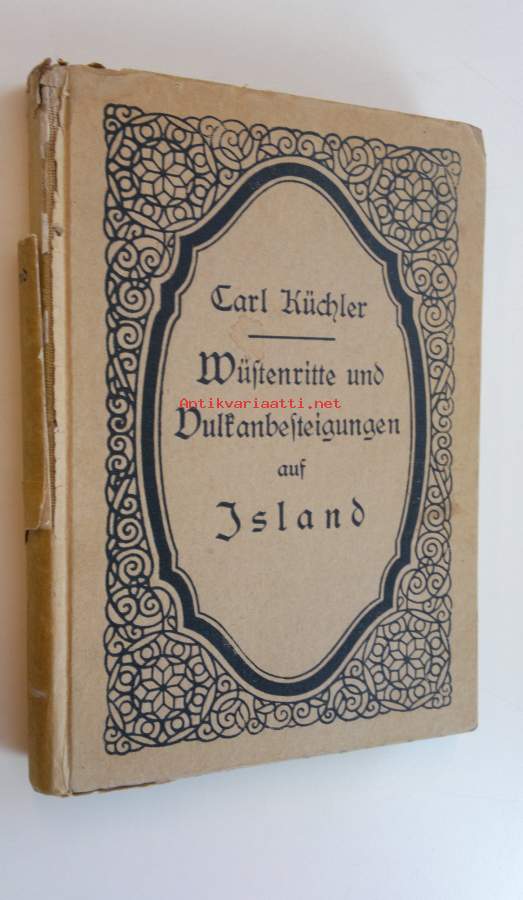 Carl Küchler
Wüſtenritte und
Antikvariaatti.net
Vulkanbeſteigungen
auf
Island